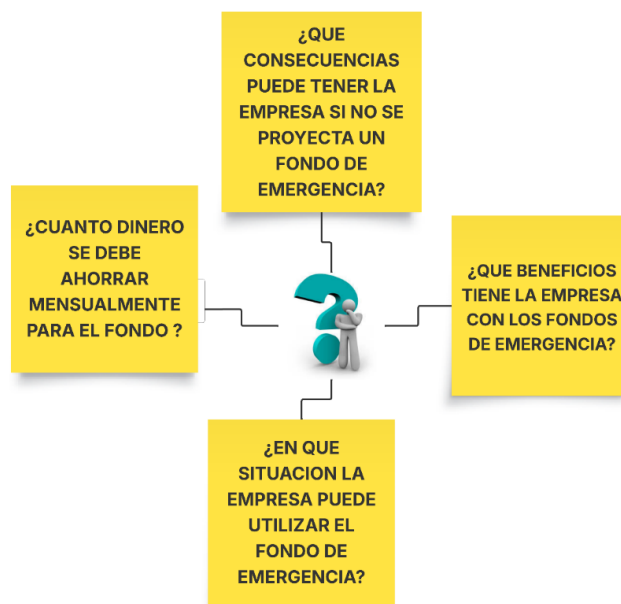 ¿QUE
CONSECUENCIAS
PUEDE TENER LA
EMPRESA SI NO SE
PROYECTA UN
FONDO DE
EMERGENCIA?
¿CUANTO DINERO
SE DEBE
AHORRAR
MENSUALMENTE
PARA EL FONDO ?
¿QUE BENEFICIOS
TIENE LA EMPRESA
CON LOS FONDOS
DE EMERGENCIA?
¿EN QUE
SITUACION LA
EMPRESA PUEDE
UTILIZAR EL
FONDO DE
EMERGENCIA?